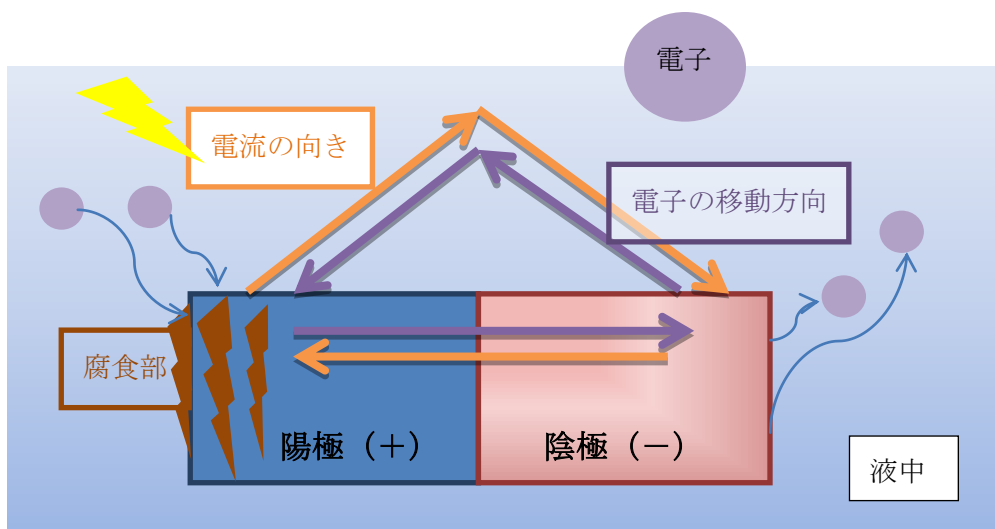 電子
電流の向き
電子の移動方向
腐食部
陽極（＋）
陰極（－）
液中